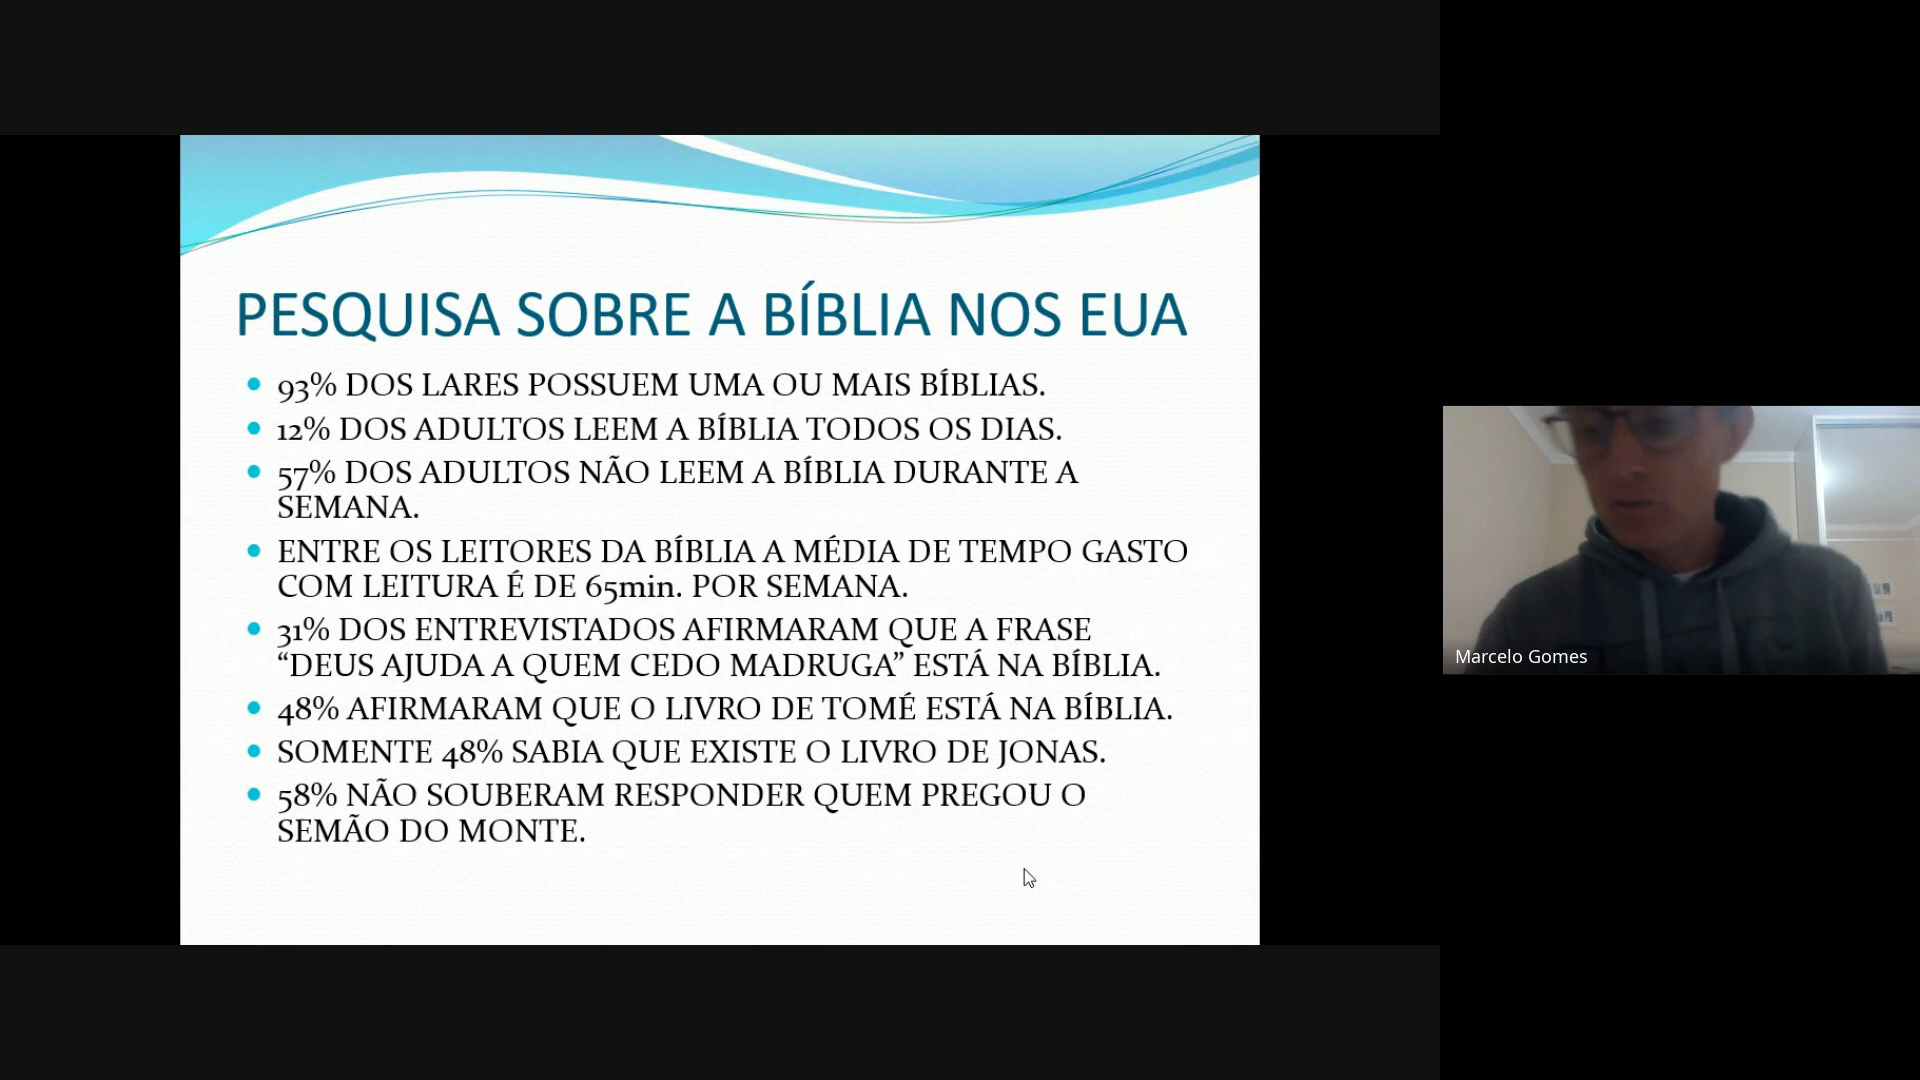 PESQUISA SOBRE A BÍBLIA NOS EUA
93% DOS LARES POSSUEM UMA OU MAIS BÍBLIAS.
12% DOS ADULTOS LEEM A BÍBLIA TODOS OS DIAS.
57% DOS ADULTOS NÃO LEEM A BÍBLIA DURANTE A
SEMANA.
ENTRE OS LEITORES DA BÍBLIA A MÉDIA DE TEMPO GASTO
COM LEITURA É DE 65min. POR SEMANA.
31% DOS ENTREVISTADOS AFIRMARAM QUE A FRASE
“DEUS AJUDA A QUEM CEDO MADRUGA” ESTÁ NA BÍBLIA.
48% AFIRMARAM QUE O LIVRO DE TOMÉ ESTÁ NA BÍBLIA.
SOMENTE 48% SABIA QUE EXISTE O LIVRO DE JONAS.
58% NÃO SOUBERAM RESPONDER QUEM PREGOU O
SEMÃO DO MONTE.
Marcelo Gomes